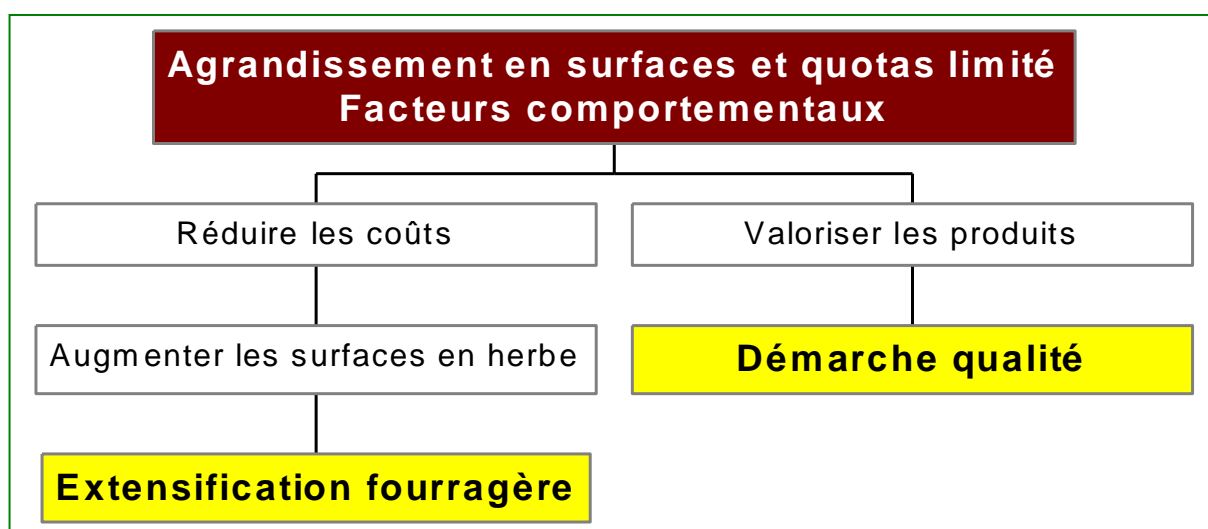 Agrandissement en surfaces et quotas limité
Facteurs comportementaux
Réduire les coûts
Valoriser les produits
Augmenter les surfaces en herbe
Démarche qualité
Extensification fourragère